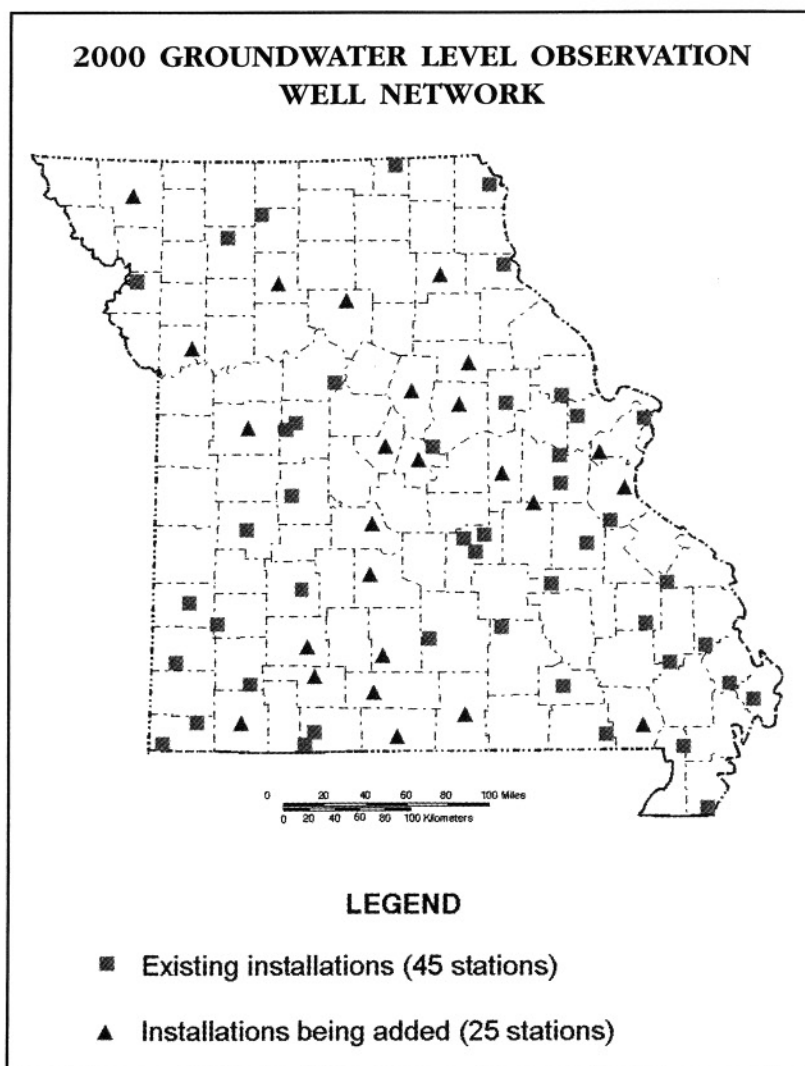 2000 GROUNDWATER LEVEL OBSERVATION
WELL NETWORK
0 20 40 60 80 100 Miles
0 20 40 60 80 100 Kilometers
LEGEND
Existing installations (45 stations)
Installations being added (25 stations)